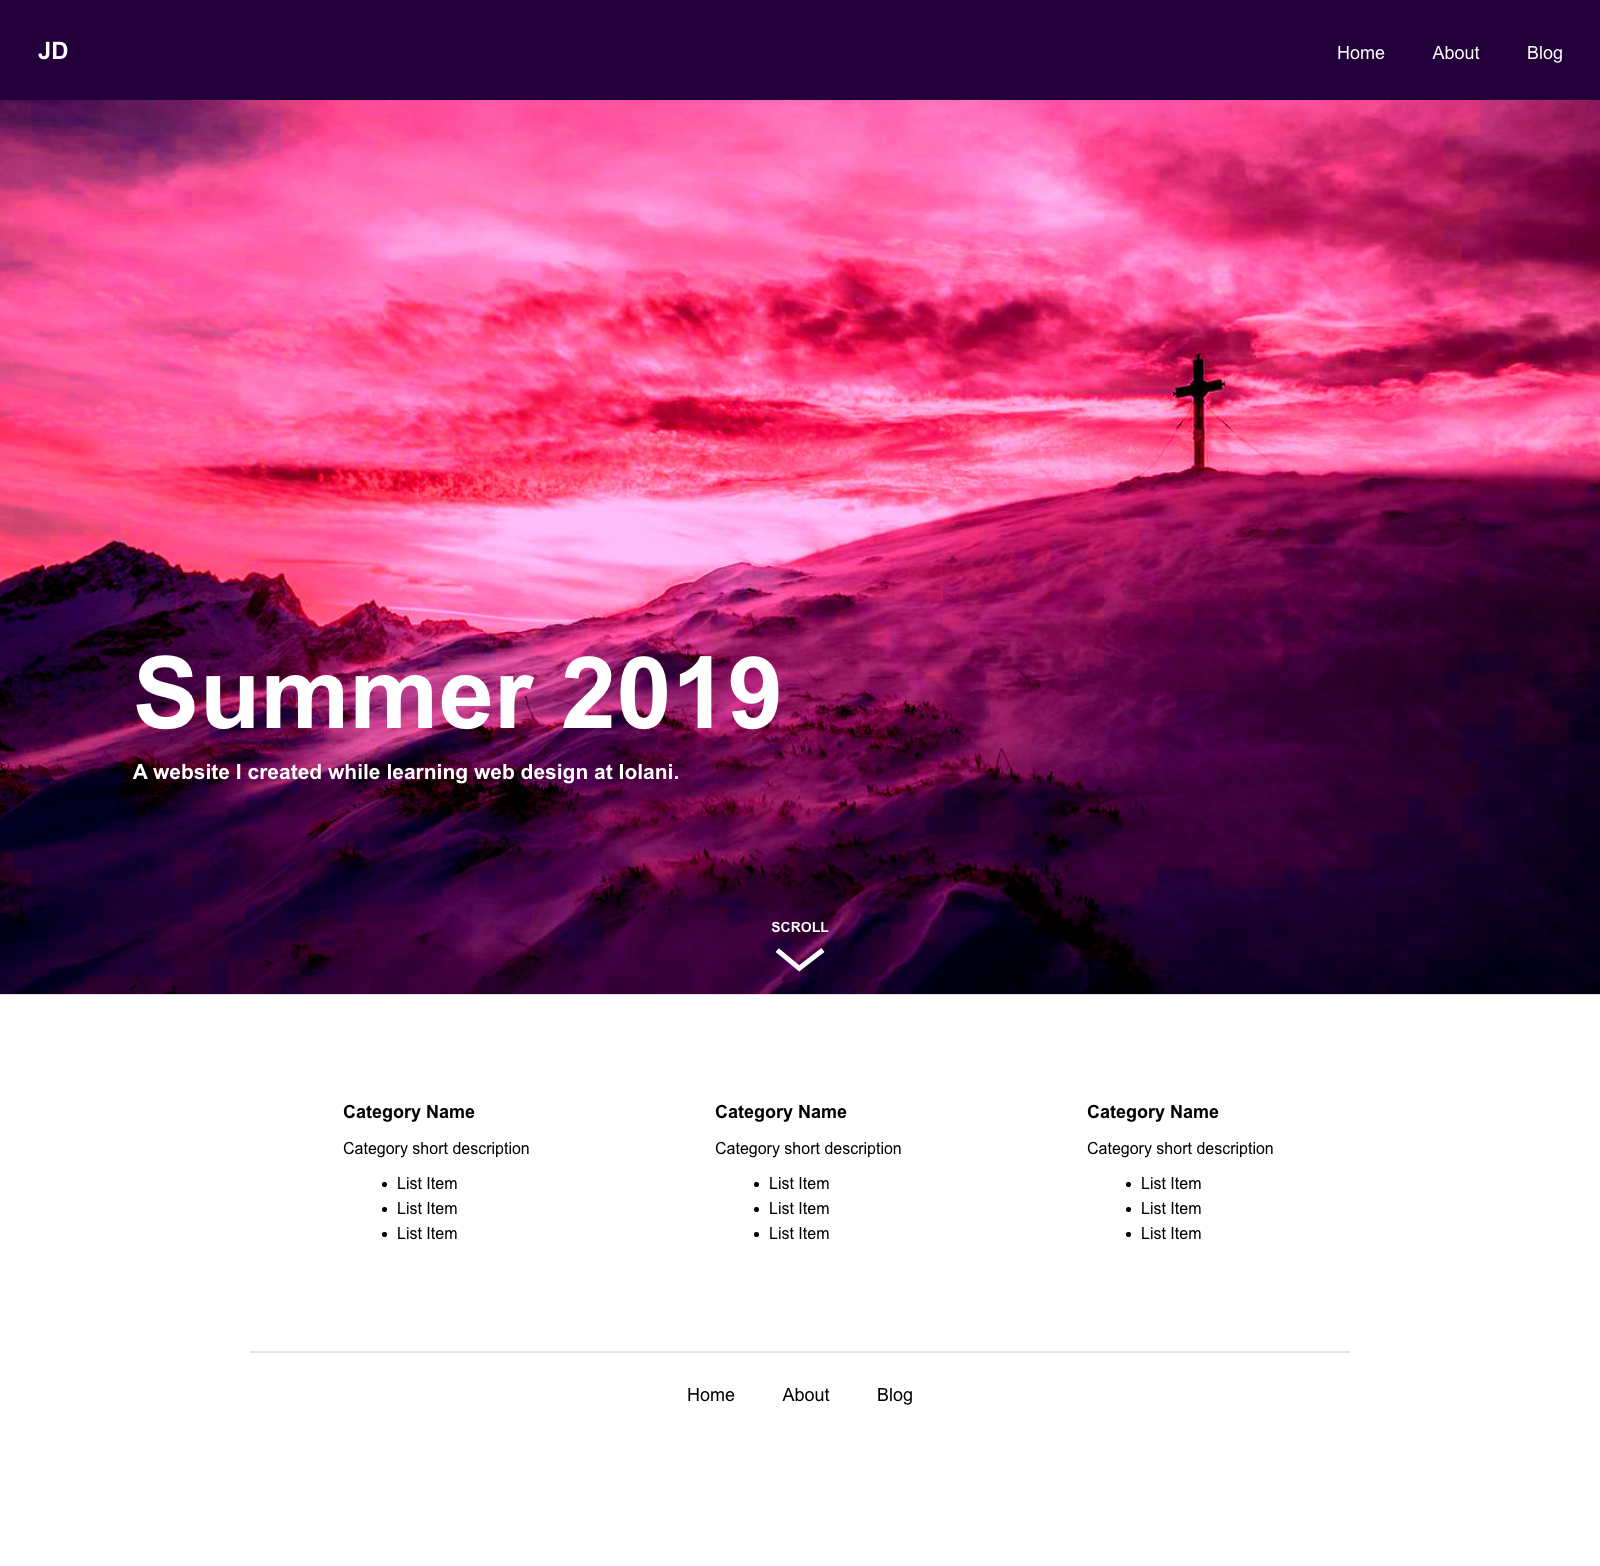 JD
Home About Blog
Summer 2019
A website I created while learning web design at Iolani.
SCROLL
Category Name
Category short description
List Item
List Item
List Item
Category Name
Category short description
List Item
List Item
List Item
Category Name
Category short description
List Item
List Item
List Item
Home About Blog